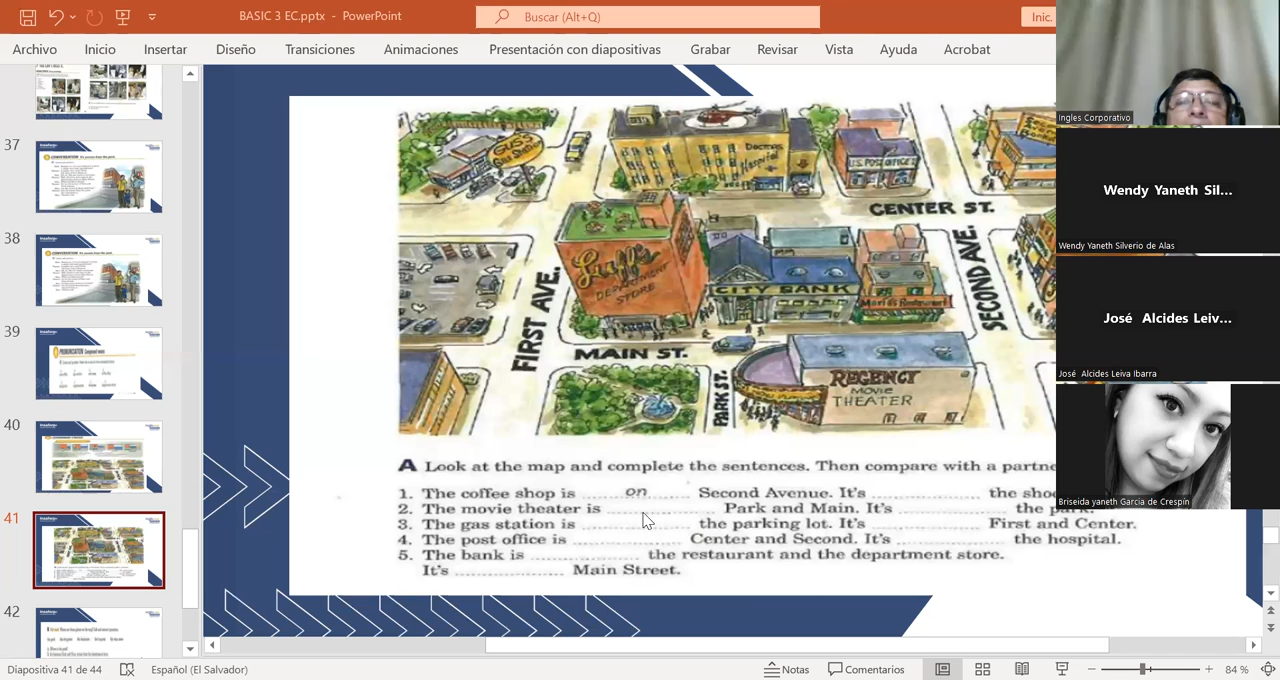 BASIC 3 EC.pptx - PowerPoint
Buscar (Alt+Q)
Inic.
Archivo Inicio Insertar Diseño Transiciones Animaciones Presentación con diapositivas Grabar Revisar Vista Ayuda Acrobat
37
38
39
40
41
42
GAS
DOCTORS Hospital
U.S. POST OFFICE
CENTER ST.
Luff's DEPARTMENT STORE
CITY BANK
Maria's Restaurant
FIRST AVE.
SECOND AVE.
MAIN ST.
PARK ST.
REGENCY
MOVIE
THEATER
A Look at the map and complete the sentences. Then compare with a partne
1. The coffee shop is on Second Avenue. It's the shoe
2. The movie theater is Park and Main. It's the park.
3. The gas station is the parking lot. It's First and Center.
4. The post office is Center and Second. It's the hospital.
5. The bank is the restaurant and the department store.
It's Main Street.
Ingles Corporativo
Wendy Yaneth Sil...
Wendy Yaneth Silverio de Alas
José Alcides Leiv...
José Alcides Leiva Ibarra
Briseida yaneth Garcia de Crespín
Diapositiva 41 de 44
Español (El Salvador)
Notas
Comentarios
84 %